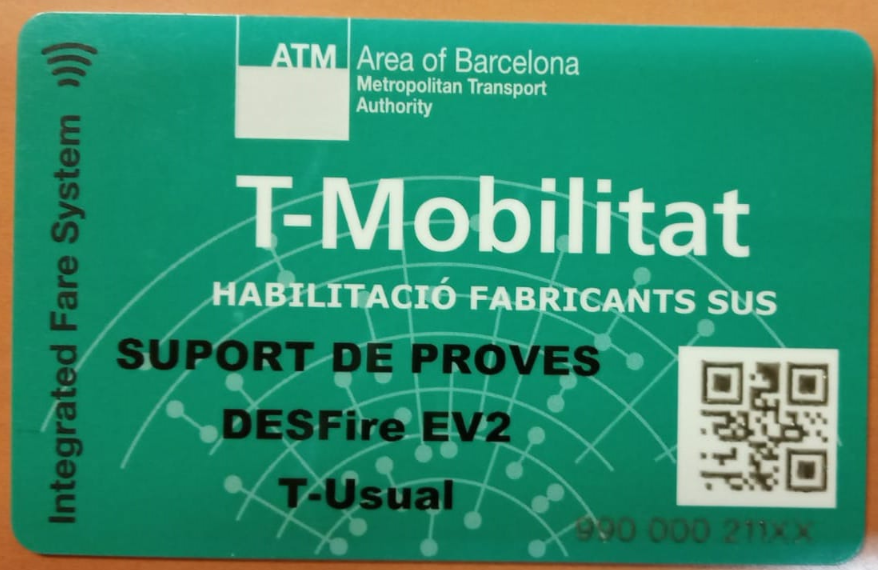 ATM
Area of Barcelona
Metropolitan Transport
Authority
Integrated Fare System
T-Mobilitat
HABILITACIÓ FABRICANTS SUS
SUPORT DE PROVES
DESFire EV2
T-Usual
990 000 211XX